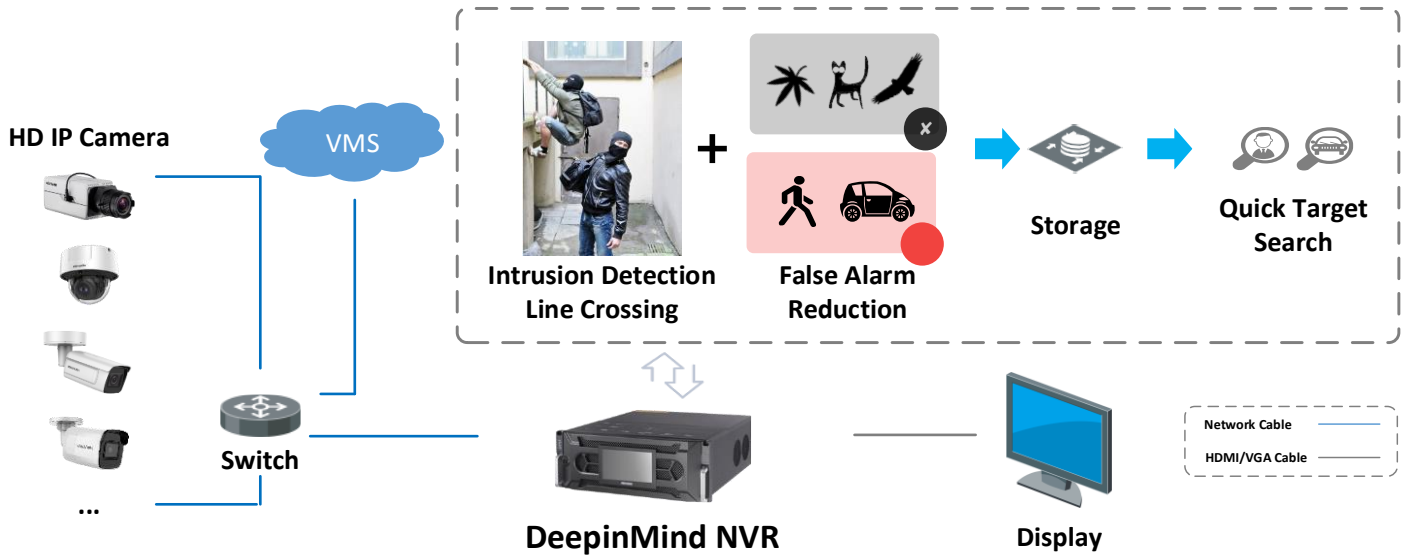 HD IP Camera
VMS
Intrusion Detection
Line Crossing
+
False Alarm
Reduction
Storage
Quick Target
Search
Switch
...
DeepinMind NVR
Display
Network Cable
HDMI/VGA Cable